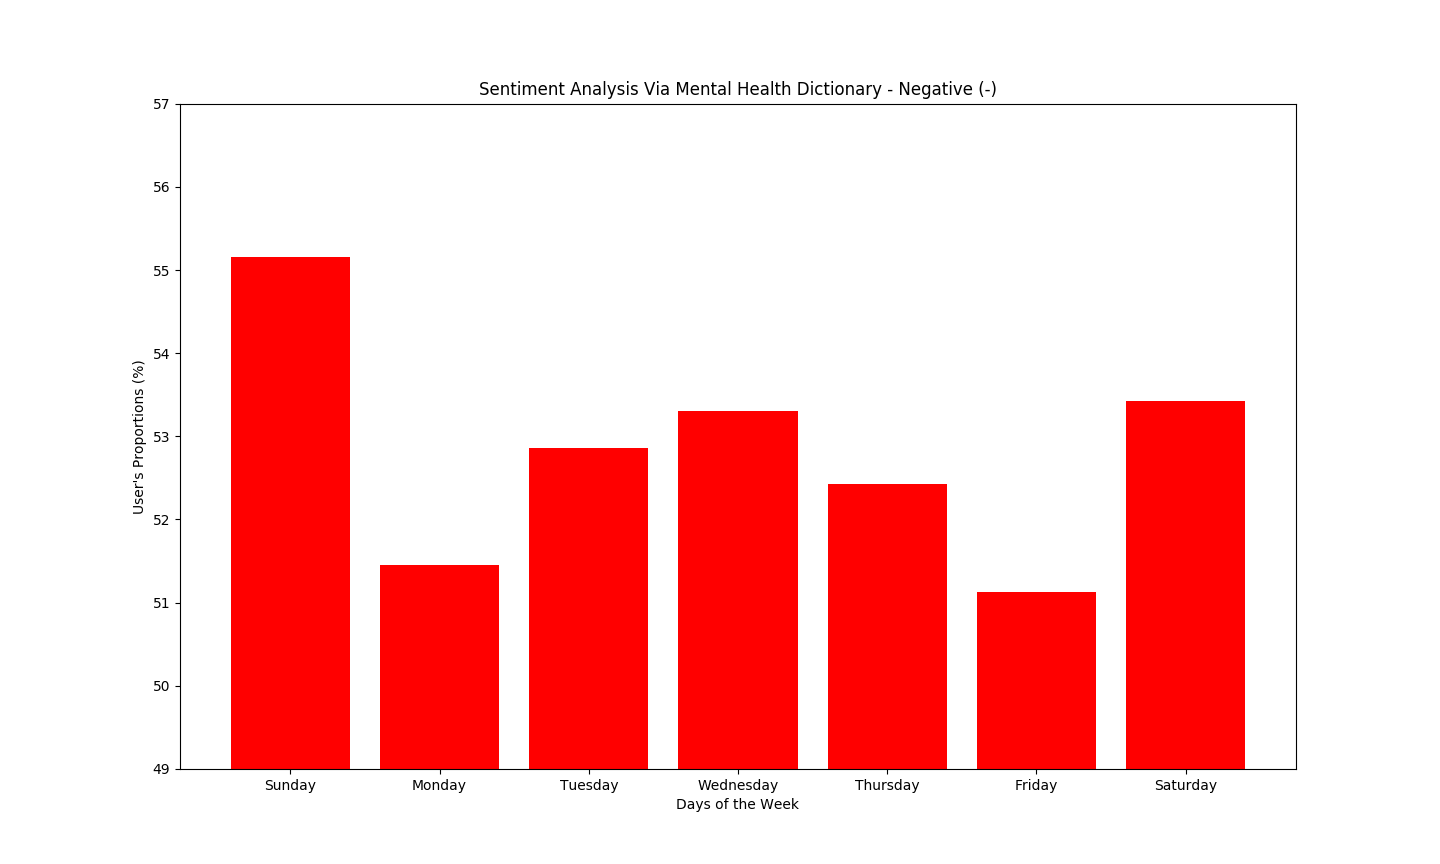 Sentiment Analysis Via Mental Health Dictionary - Negative (-)
57
56
55
54
53
52
51
50
49
User's Proportions (%)
Sunday Monday Tuesday Wednesday Thursday Friday Saturday
Days of the Week